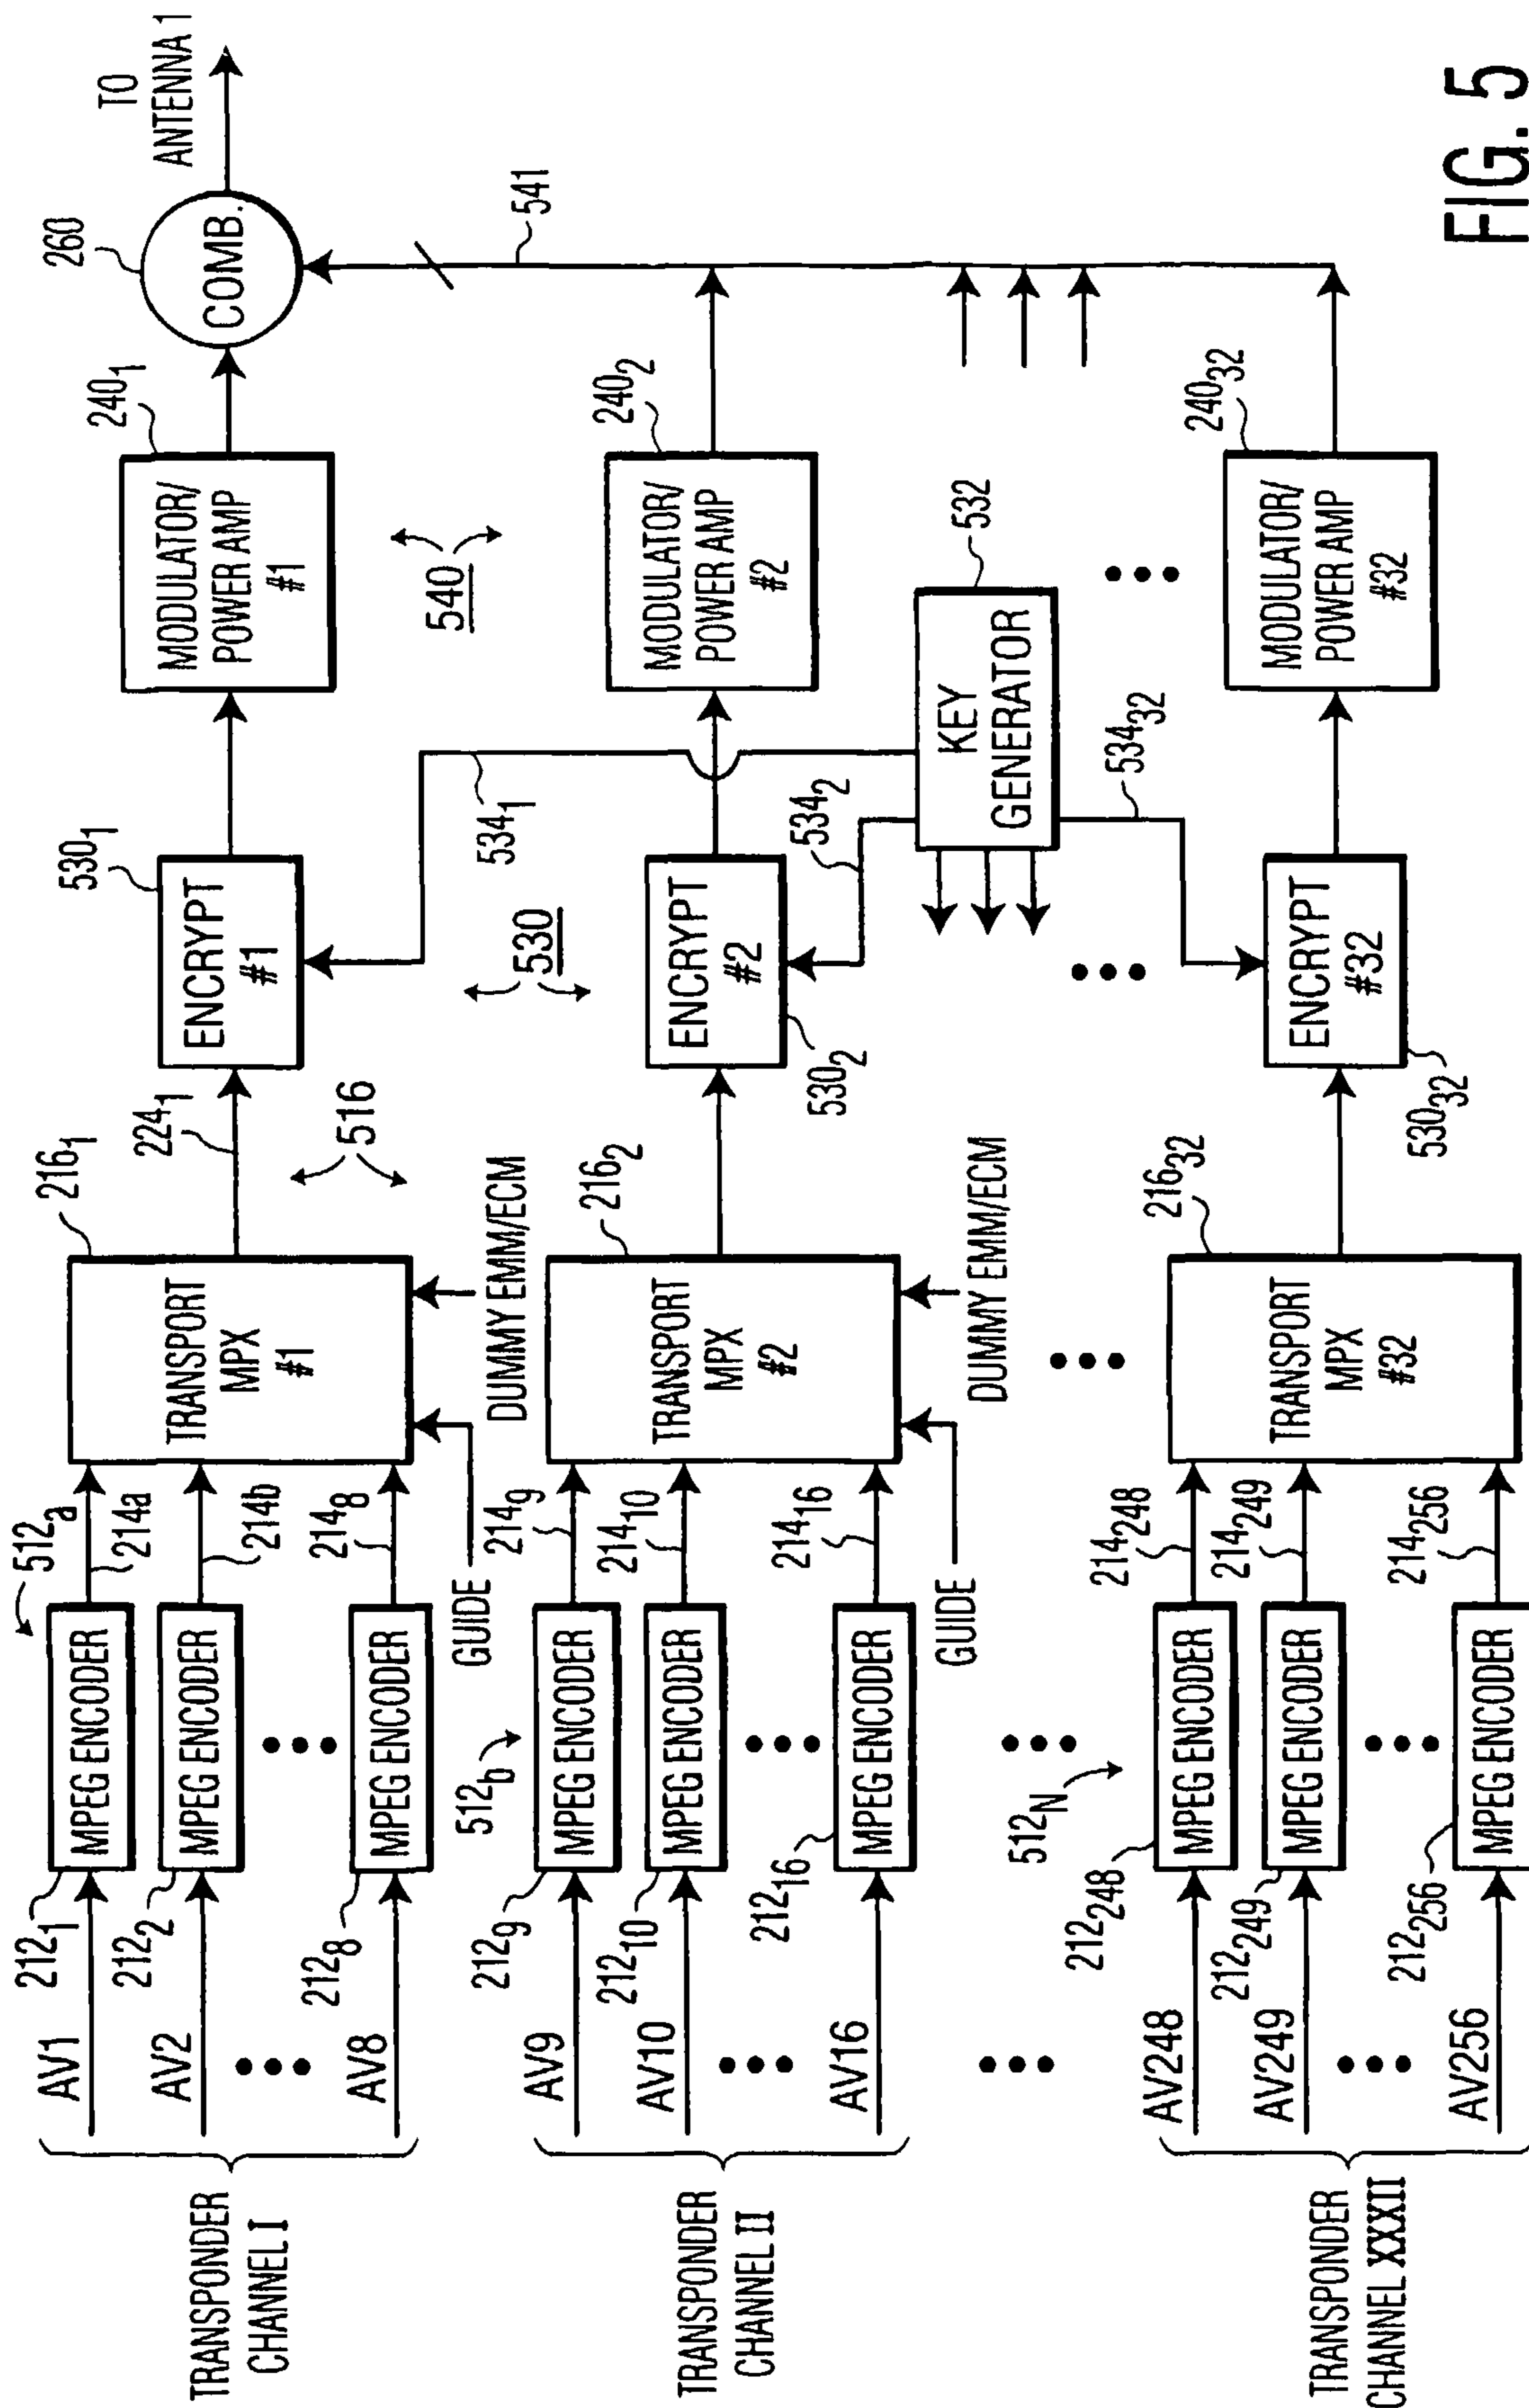 TRANSPONDER
CHANNEL I
AV1
AV2
AV8
212₁
212₂
212₈
MPEG ENCODER
MPEG ENCODER
MPEG ENCODER
512ₐ
214a
214b
214₈
GUIDE
DUMMY EMM/ECM
TRANSPORT
MPX
#1
216₁
224₁
516
ENCRYPT
#1
530₁
534₁
530
MODULATOR/
POWER AMP
#1
240₁
540
COMB.
260
TO
ANTENNA 1
541
TRANSPONDER
CHANNEL II
AV9
AV10
AV16
212₉
212₁₀
212₁₆
MPEG ENCODER
MPEG ENCODER
MPEG ENCODER
512b
214₉
214₁₀
214₁₆
GUIDE
DUMMY EMM/ECM
TRANSPORT
MPX
#2
216₂
ENCRYPT
#2
530₂
534₂
MODULATOR/
POWER AMP
#2
240₂
KEY
GENERATOR
532
534₃₂
TRANSPONDER
CHANNEL XXXII
AV248
AV249
AV256
212₂₄₈
212₂₄₉
212₂₅₆
MPEG ENCODER
MPEG ENCODER
MPEG ENCODER
512N
214₂₄₈
214₂₄₉
214₂₅₆
TRANSPORT
MPX
#32
216₃₂
ENCRYPT
#32
530₃₂
MODULATOR/
POWER AMP
#32
240₃₂
FIG. 5